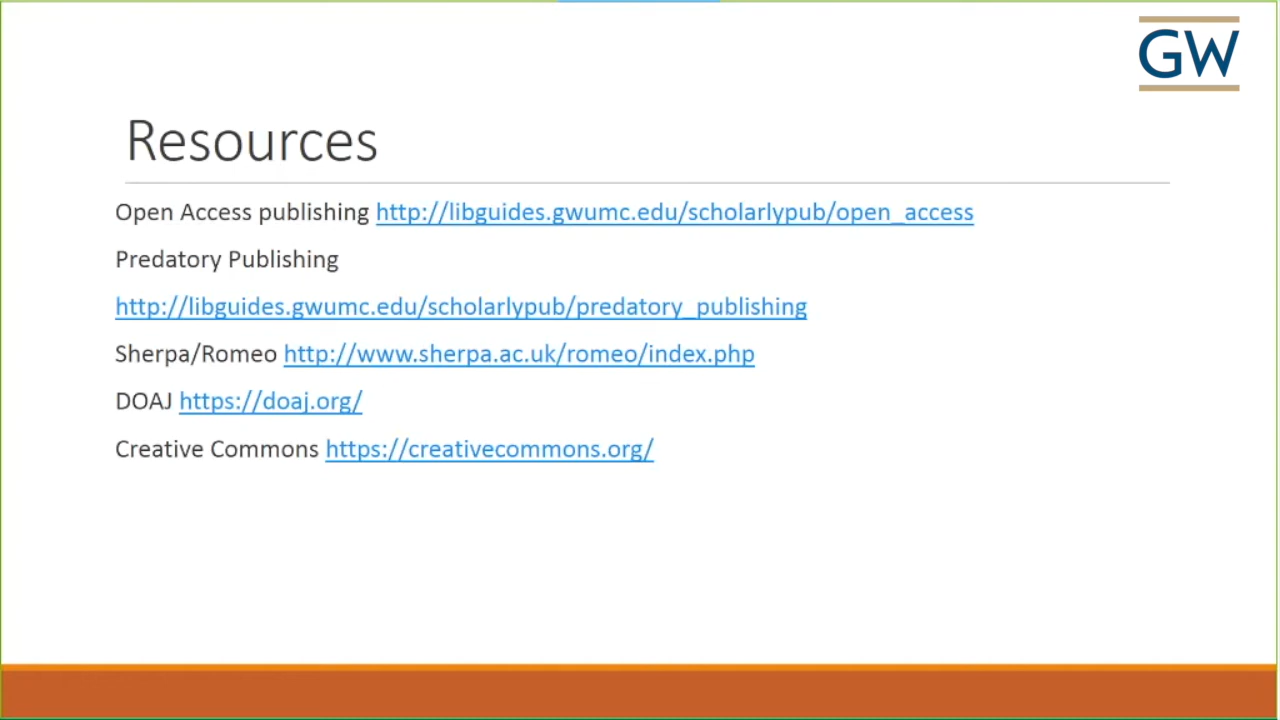 GW
Resources
Open Access publishing http://libguides.gwumc.edu/scholarlypub/open_access
Predatory Publishing
http://libguides.gwumc.edu/scholarlypub/predatory_publishing
Sherpa/Romeo http://www.sherpa.ac.uk/romeo/index.php
DOAJ https://doaj.org/
Creative Commons https://creativecommons.org/